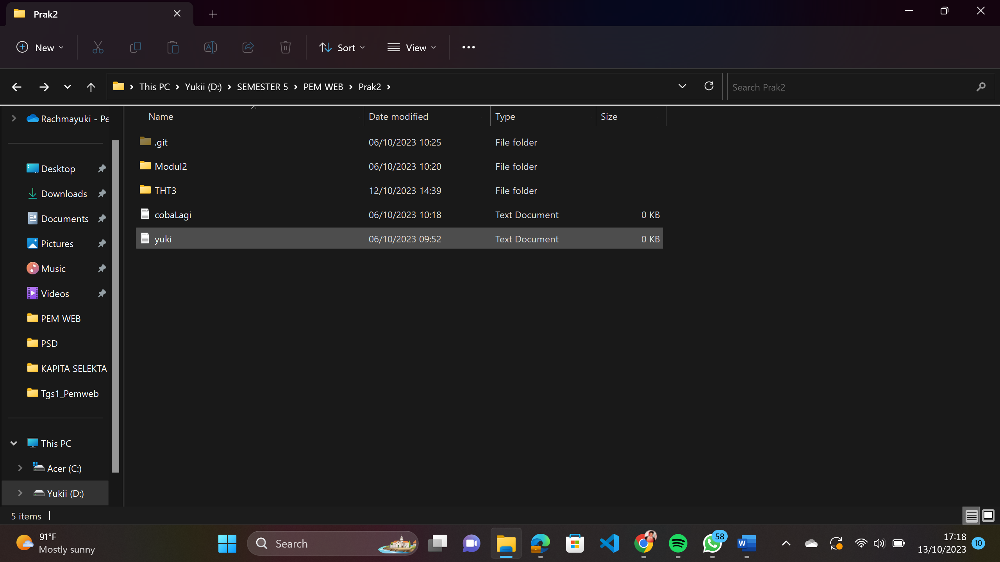 Prak2
New
Sort
View
This PC
Yukii (D:)
SEMESTER 5
PEM WEB
Prak2
Search Prak2
Rachmayuki - Pe
Desktop
Downloads
Documents
Pictures
Music
Videos
PEM WEB
PSD
KAPITA SELEKTA
Tgs1_Pemweb
This PC
Acer (C:)
Yukii (D:)
Name Date modified Type Size
.git 06/10/2023 10:25 File folder
Modul2 06/10/2023 10:20 File folder
THT3 12/10/2023 14:39 File folder
cobaLagi 06/10/2023 10:18 Text Document 0 KB
yuki 06/10/2023 09:52 Text Document 0 KB
5 items
91°F
Mostly sunny
Search
58
17:18
13/10/2023
10